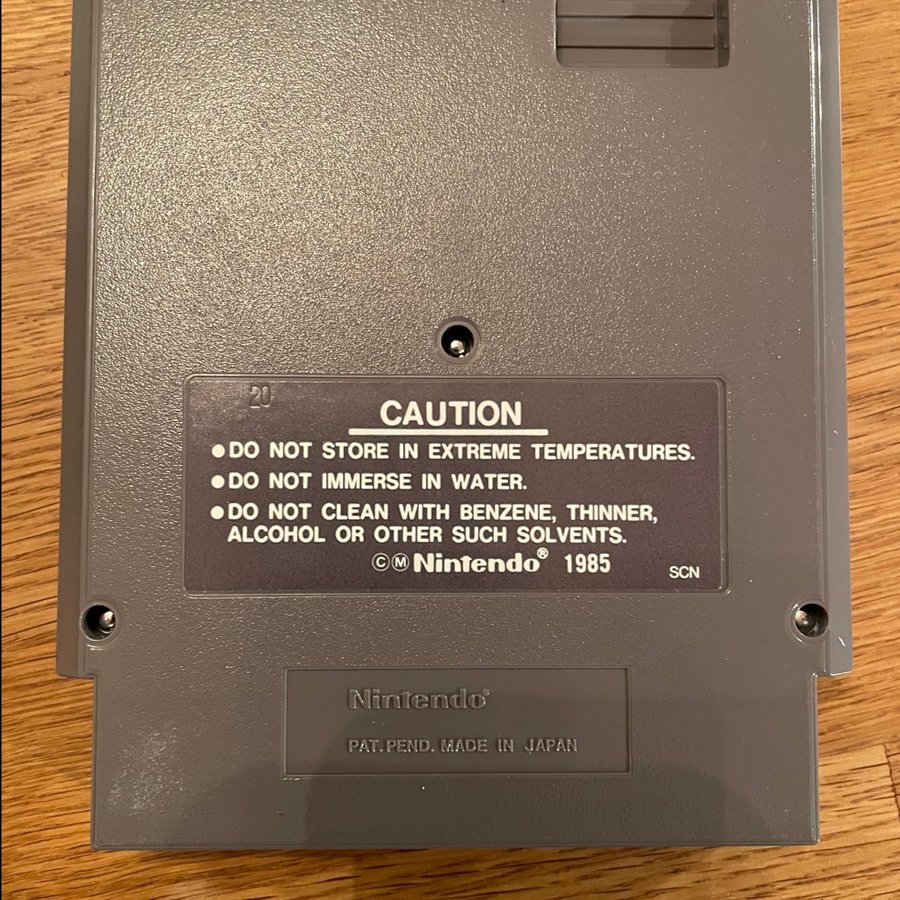 20
CAUTION
●DO NOT STORE IN EXTREME TEMPERATURES.
●DO NOT IMMERSE IN WATER.
●DO NOT CLEAN WITH BENZENE, THINNER,
ALCOHOL OR OTHER SUCH SOLVENTS.
ⒸⓂNintendo® 1985
SCN
Nintendo®
PAT.PEND. MADE IN JAPAN